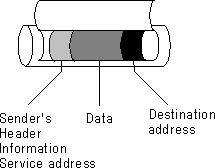 Sender's
Header
Information
Service address
Data
Destination
address